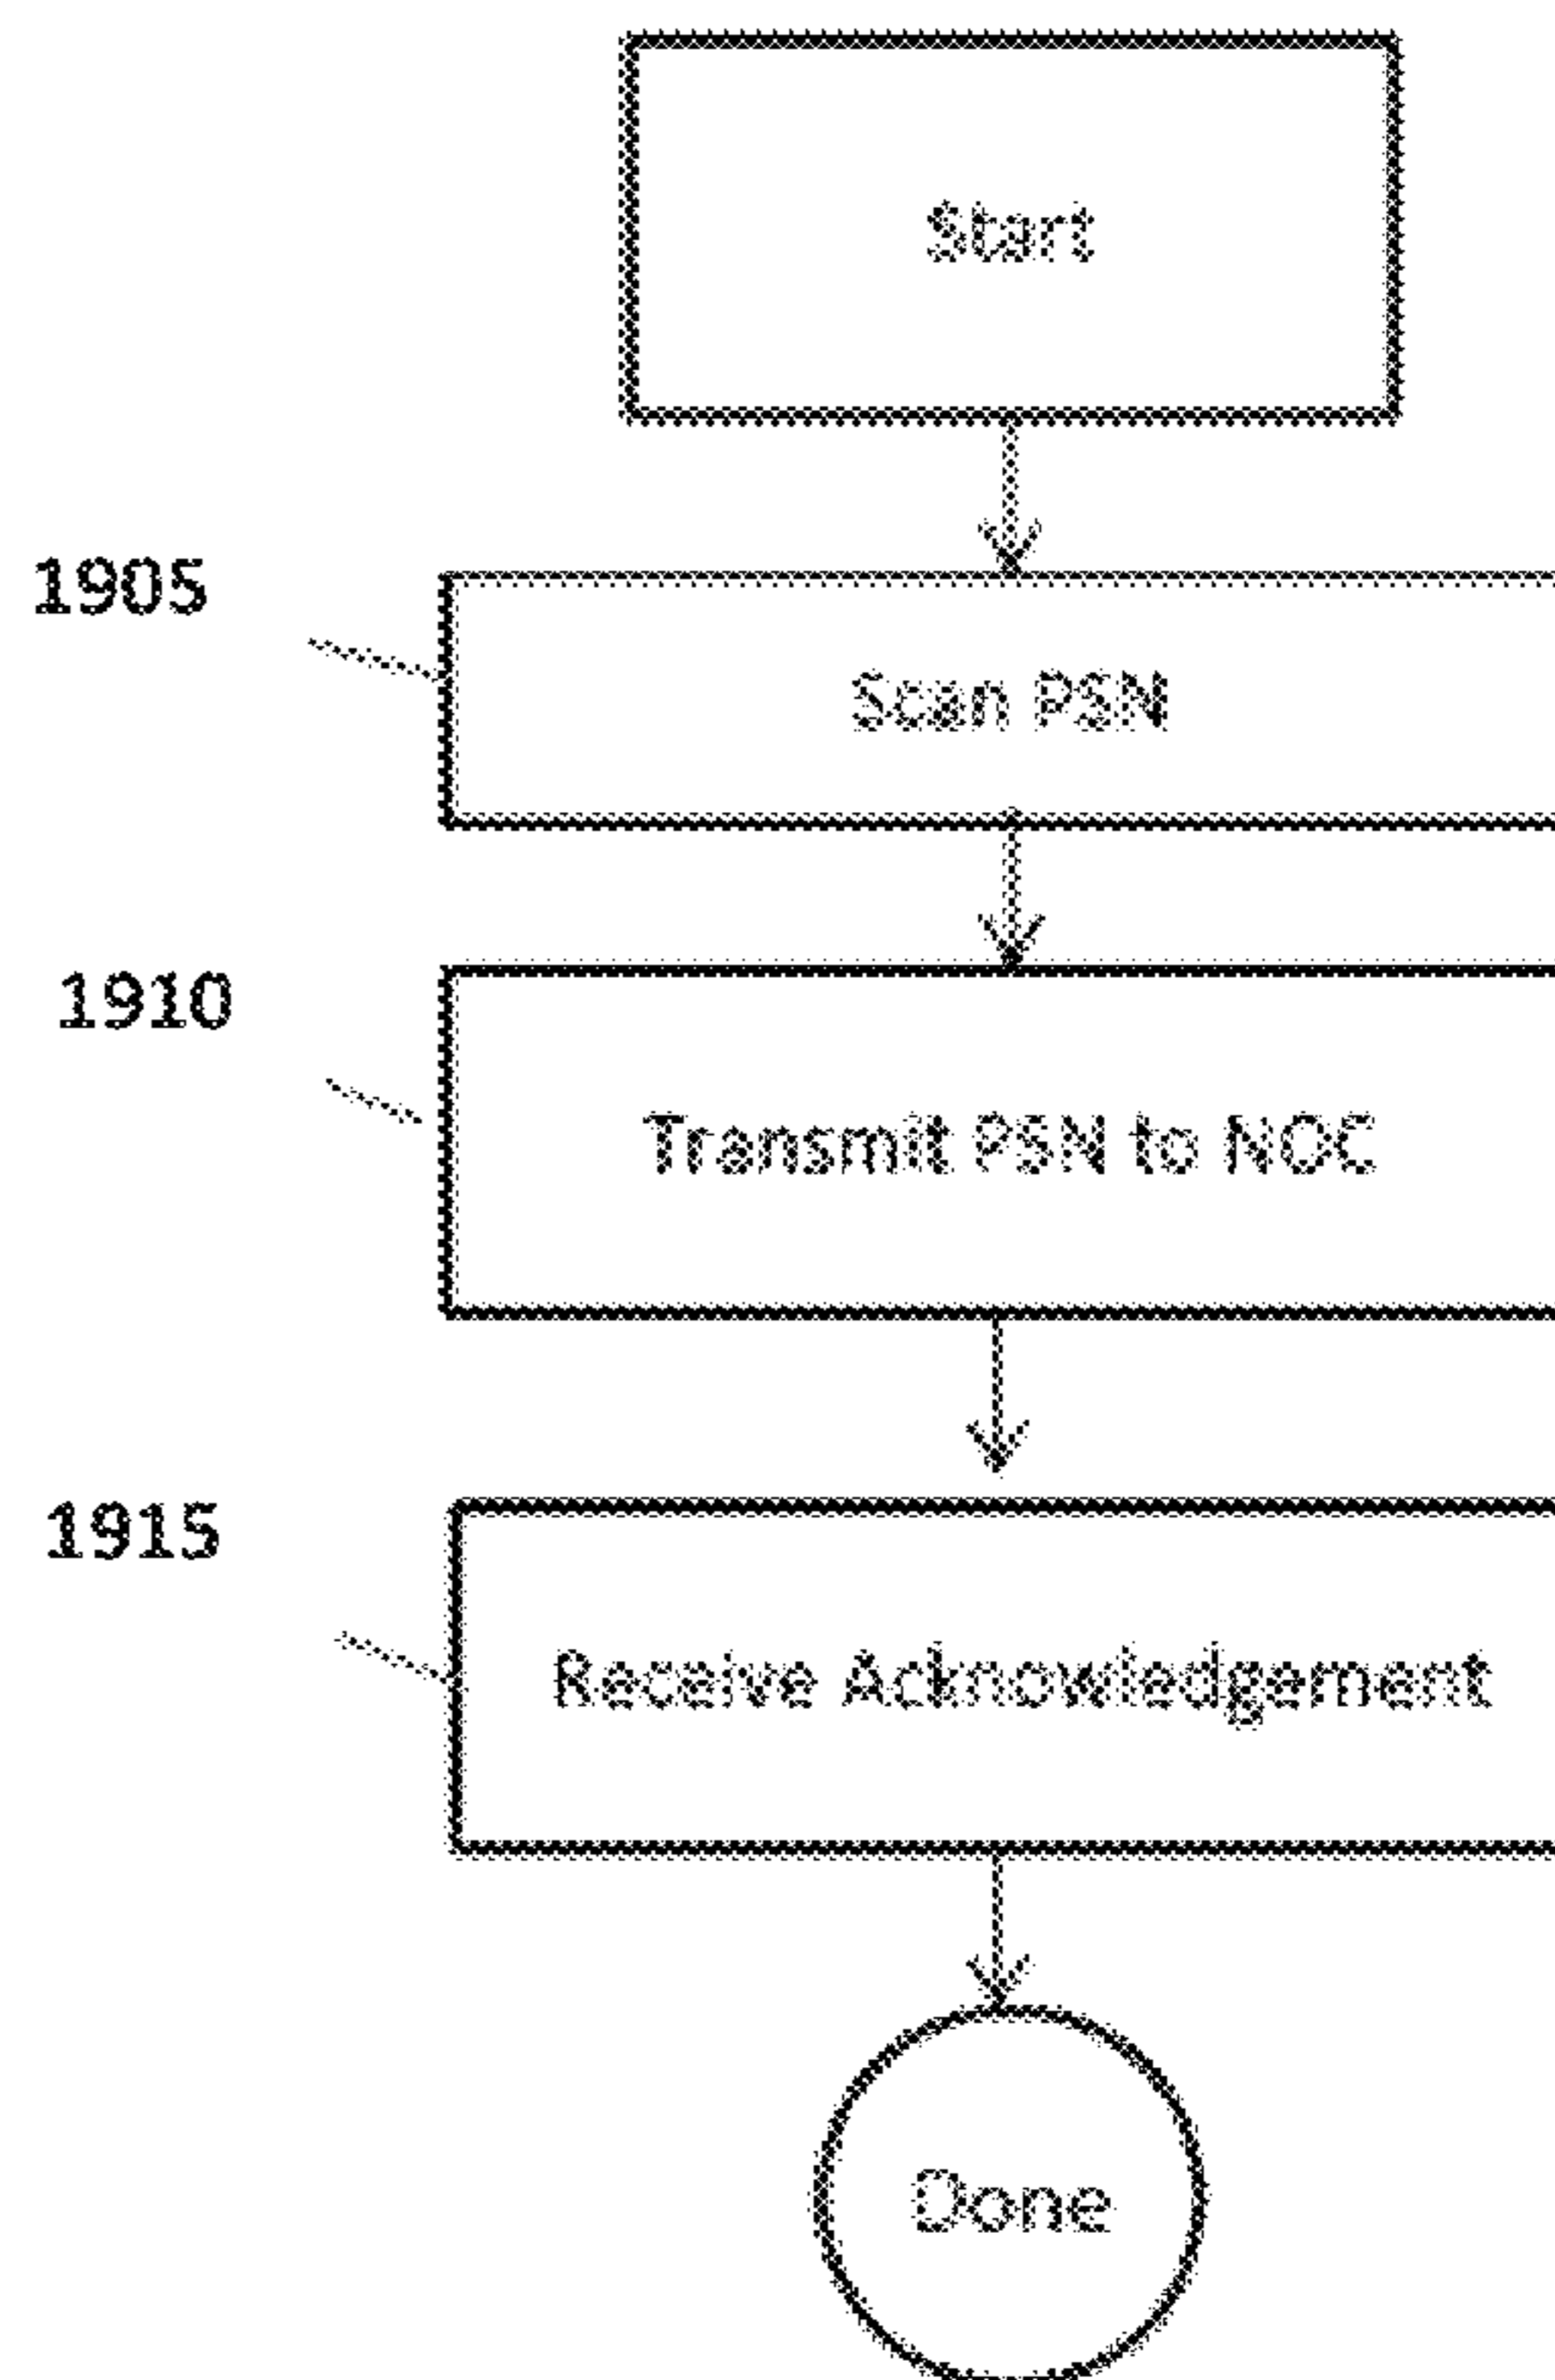 Start
1905
Scan PSN
1910
Transmit PSN to NOC
1915
Receive Acknowledgement
Done